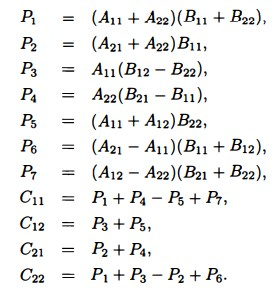 P₁ = (A₁₁ + A₂₂)(B₁₁ + B₂₂),
P₂ = (A₂₁ + A₂₂)B₁₁,
P₃ = A₁₁(B₁₂ − B₂₂),
P₄ = A₂₂(B₂₁ − B₁₁),
P₅ = (A₁₁ + A₁₂)B₂₂,
P₆ = (A₂₁ − A₁₁)(B₁₁ + B₁₂),
P₇ = (A₁₂ − A₂₂)(B₂₁ + B₂₂),
C₁₁ = P₁ + P₄ − P₅ + P₇,
C₁₂ = P₃ + P₅,
C₂₁ = P₂ + P₄,
C₂₂ = P₁ + P₃ − P₂ + P₆.